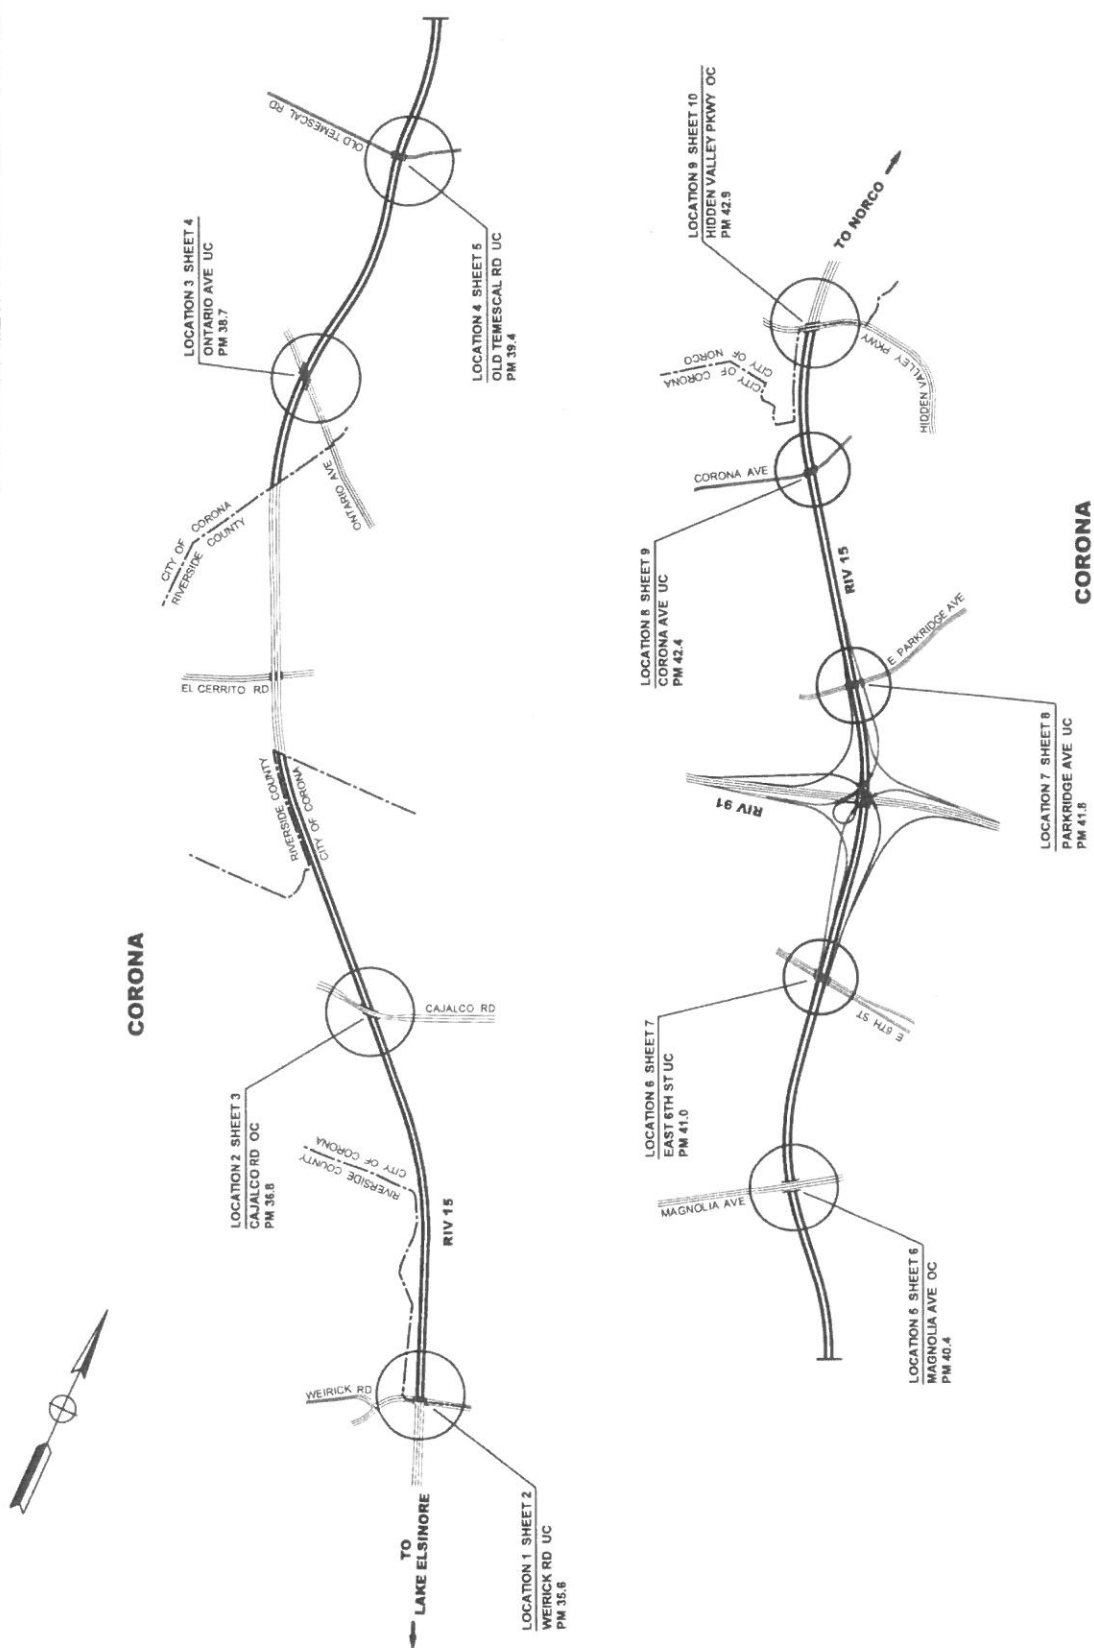 TO
LAKE ELSINORE
LOCATION 1 SHEET 2
WEIRICK RD UC
PM 35.6
WEIRICK RD
RIV 15
RIVERSIDE COUNTY
CITY OF CORONA
LOCATION 2 SHEET 3
CAJALCO RD OC
PM 36.8
CAJALCO RD
CORONA
RIVERSIDE COUNTY
CITY OF CORONA
EL CERRITO RD
CITY OF CORONA
RIVERSIDE COUNTY
ONTARIO AVE
LOCATION 3 SHEET 4
ONTARIO AVE UC
PM 38.7
LOCATION 4 SHEET 5
OLD TEMESCAL RD UC
PM 39.4
OLD TEMESCAL RD
LOCATION 5 SHEET 6
MAGNOLIA AVE OC
PM 40.4
MAGNOLIA AVE
LOCATION 6 SHEET 7
EAST 6TH ST UC
PM 41.0
E 6TH ST
RIV 91
LOCATION 7 SHEET 8
PARKRIDGE AVE UC
PM 41.8
E PARKRIDGE AVE
RIV 15
LOCATION 8 SHEET 9
CORONA AVE UC
PM 42.4
CORONA AVE
CITY OF NORCO
CITY OF CORONA
LOCATION 9 SHEET 10
HIDDEN VALLEY PKWY OC
PM 42.9
HIDDEN VALLEY PKWY
TO NORCO
CORONA